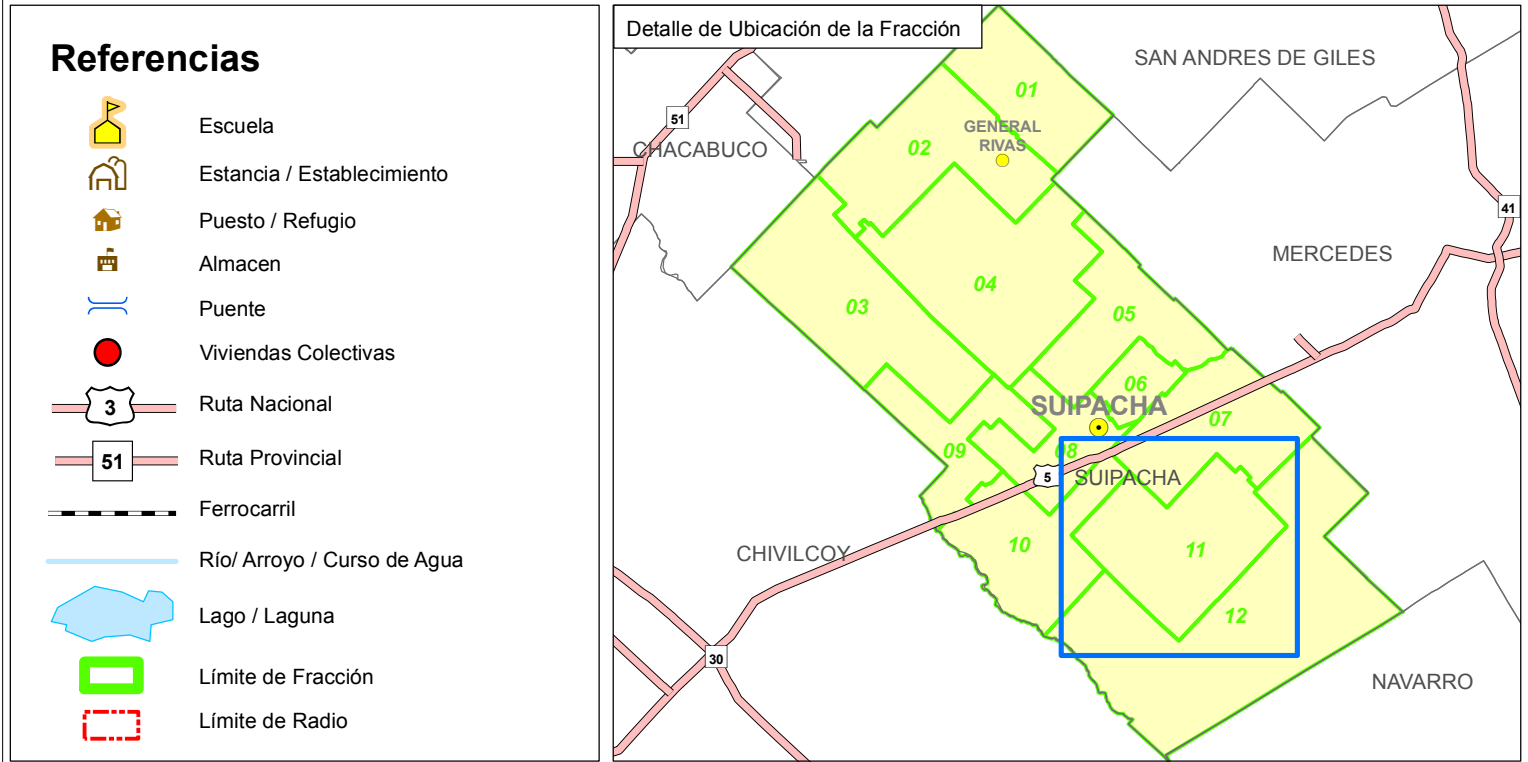 Referencias
Escuela
Estancia / Establecimiento
Puesto / Refugio
Almacen
Puente
Viviendas Colectivas
3
Ruta Nacional
51
Ruta Provincial
Ferrocarril
Río/ Arroyo / Curso de Agua
Lago / Laguna
Límite de Fracción
Límite de Radio
Detalle de Ubicación de la Fracción
SAN ANDRES DE GILES
01
51
GENERAL
RIVAS
CHACABUCO
02
41
MERCEDES
04
03
05
06
SUIPACHA
07
09
08
5
SUIPACHA
CHIVILCOY
10
11
12
30
NAVARRO